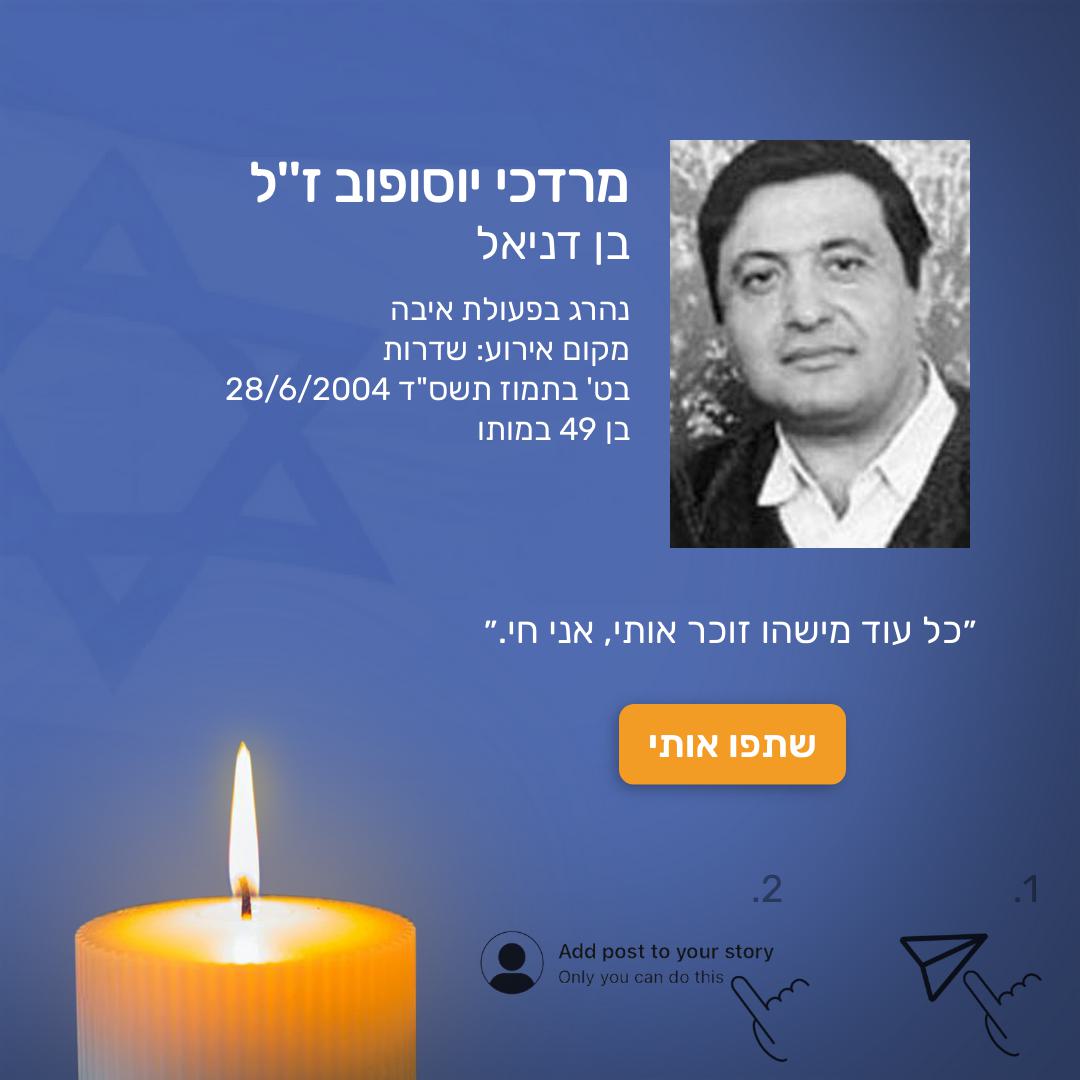 מרדכי יוסופוב ז"ל
בן דניאל
נהרג בפעולת איבה
מקום אירוע: שדרות
בט' בתמוז תשס"ד 28/6/2004
בן 49 במותו
״כל עוד מישהו זוכר אותי, אני חי.״
שתפו אותי
.1
.2
Add post to your story
Only you can do this